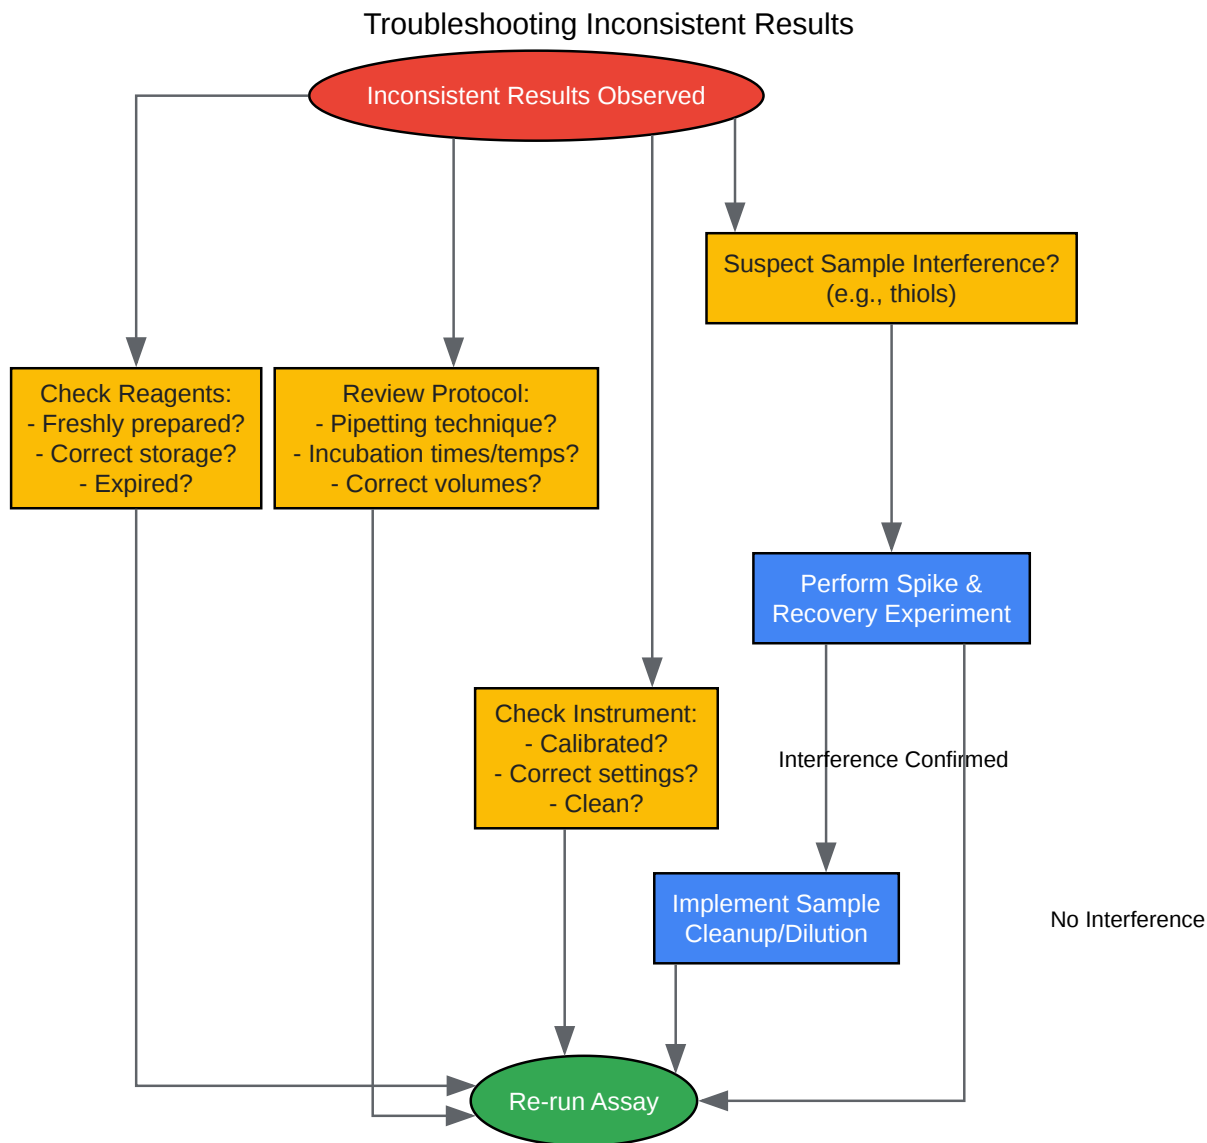 Troubleshooting Inconsistent Results
Inconsistent Results Observed
Suspect Sample Interference?
(e.g., thiols)
Check Reagents:
- Freshly prepared?
- Correct storage?
- Expired?
Review Protocol:
- Pipetting technique?
- Incubation times/temps?
- Correct volumes?
Perform Spike &
Recovery Experiment
Check Instrument:
- Calibrated?
- Correct settings?
- Clean?
Interference Confirmed
Implement Sample
Cleanup/Dilution
No Interference
Re-run Assay